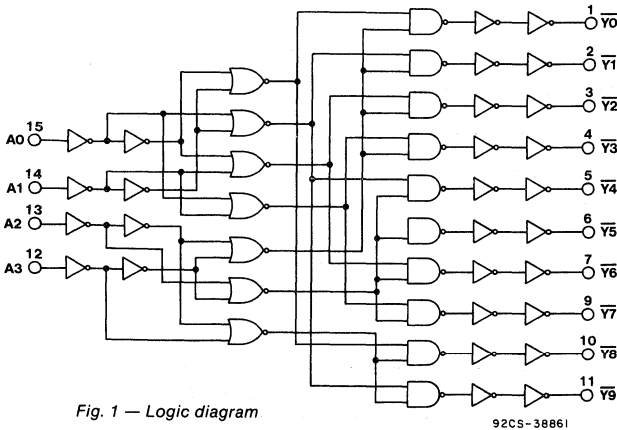 1 Y0
2 Y1
3 Y2
15 A0
4 Y3
14 A1
5 Y4
13 A2
6 Y5
12 A3
7 Y6
9 Y7
10 Y8
11 Y9
Fig. 1 — Logic diagram
92CS-38861